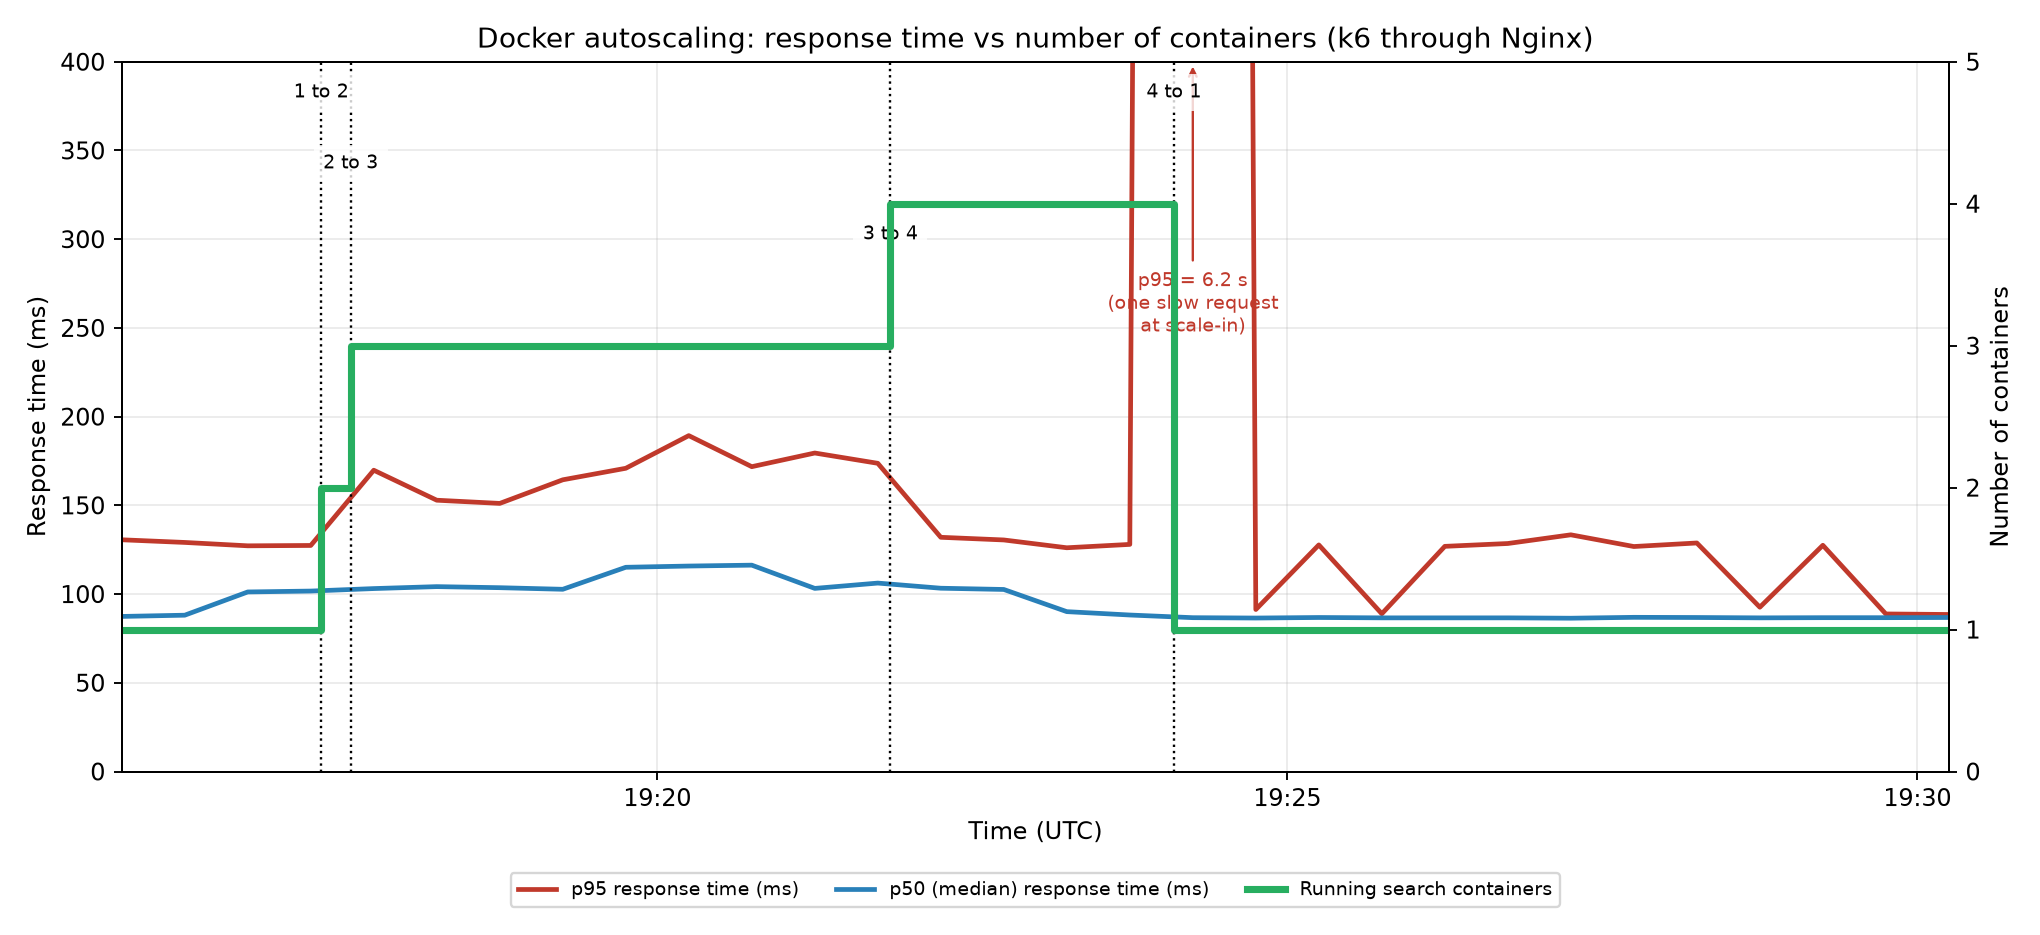 Docker autoscaling: response time vs number of containers (k6 through Nginx)
400
350
300
250
200
150
100
50
0
Response time (ms)
1 to 2
2 to 3
3 to 4
4 to 1
p95 = 6.2 s
(one slow request
at scale-in)
5
4
3
2
1
0
Number of containers
19:20
19:25
19:30
Time (UTC)
p95 response time (ms)
p50 (median) response time (ms)
Running search containers